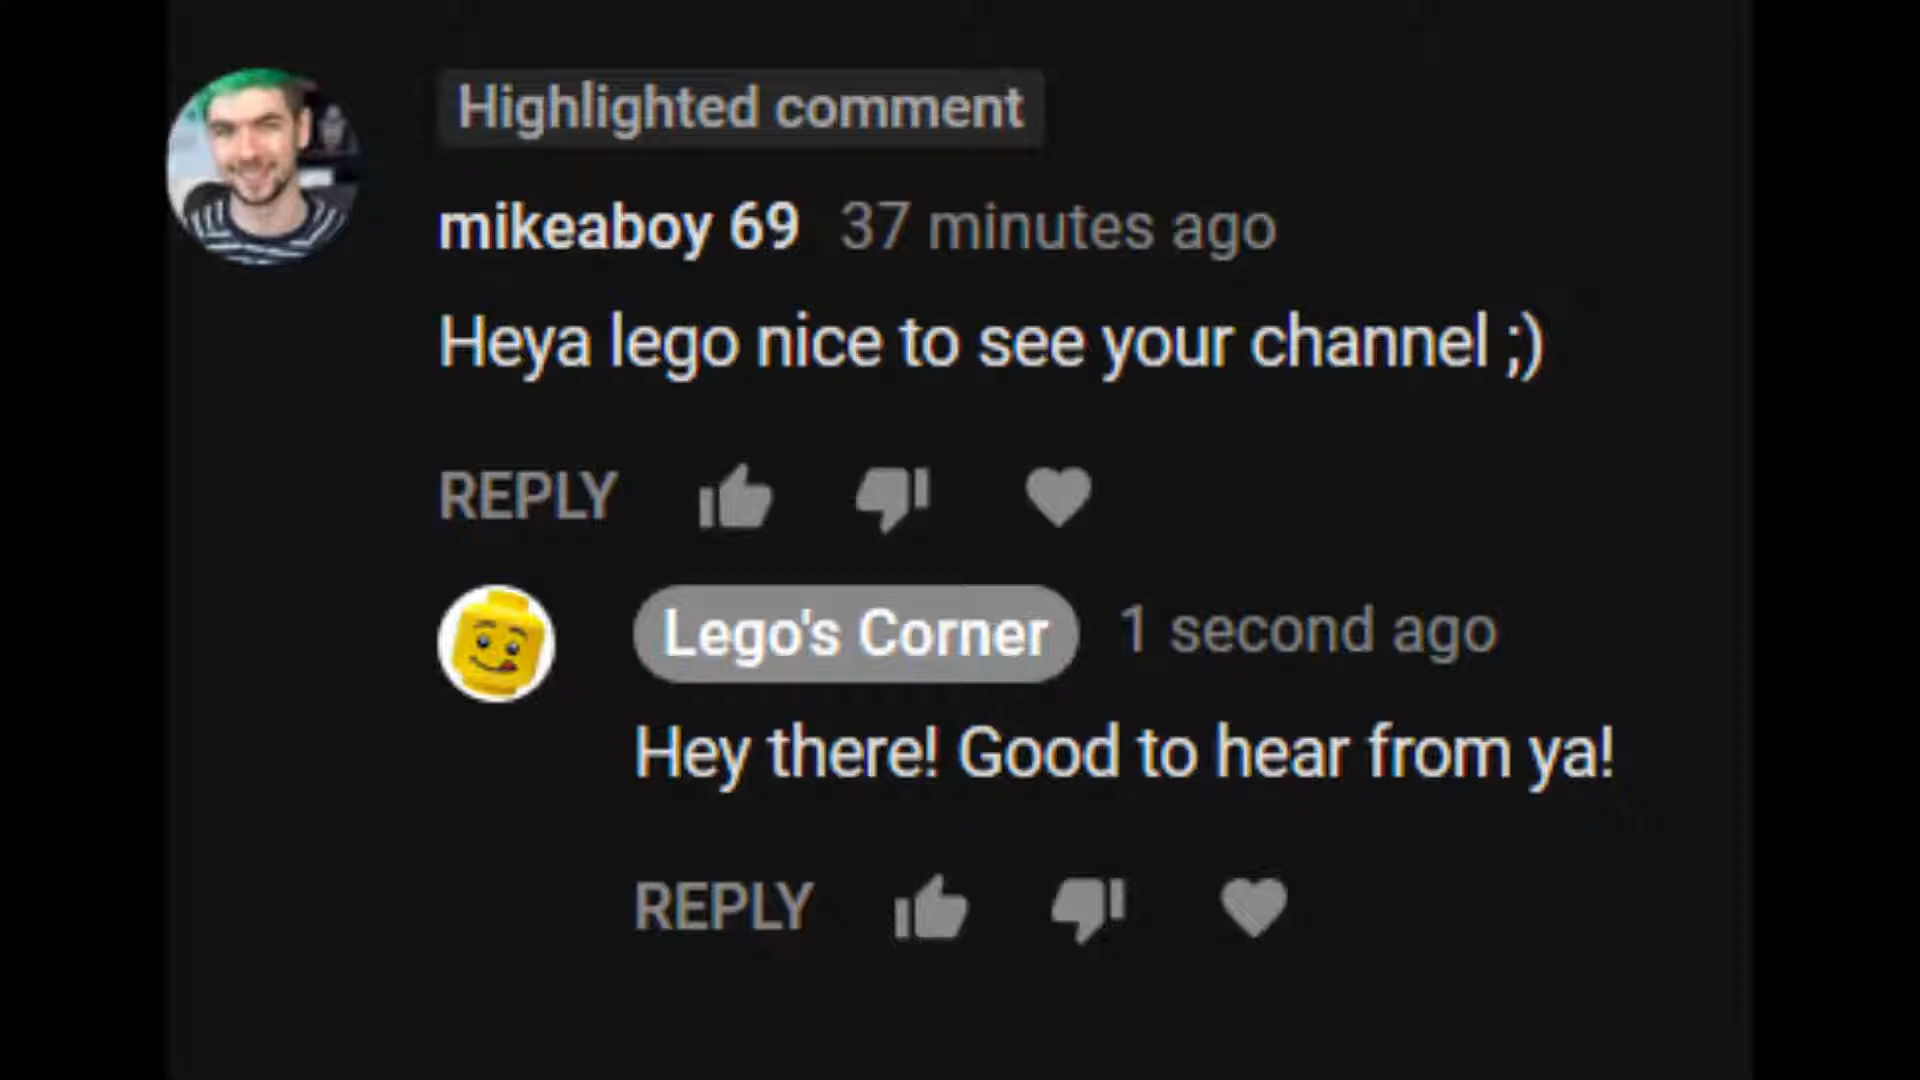 Highlighted comment
mikeaboy 69 37 minutes ago
Heya lego nice to see your channel ;)
REPLY
Lego's Corner 1 second ago
Hey there! Good to hear from ya!
REPLY